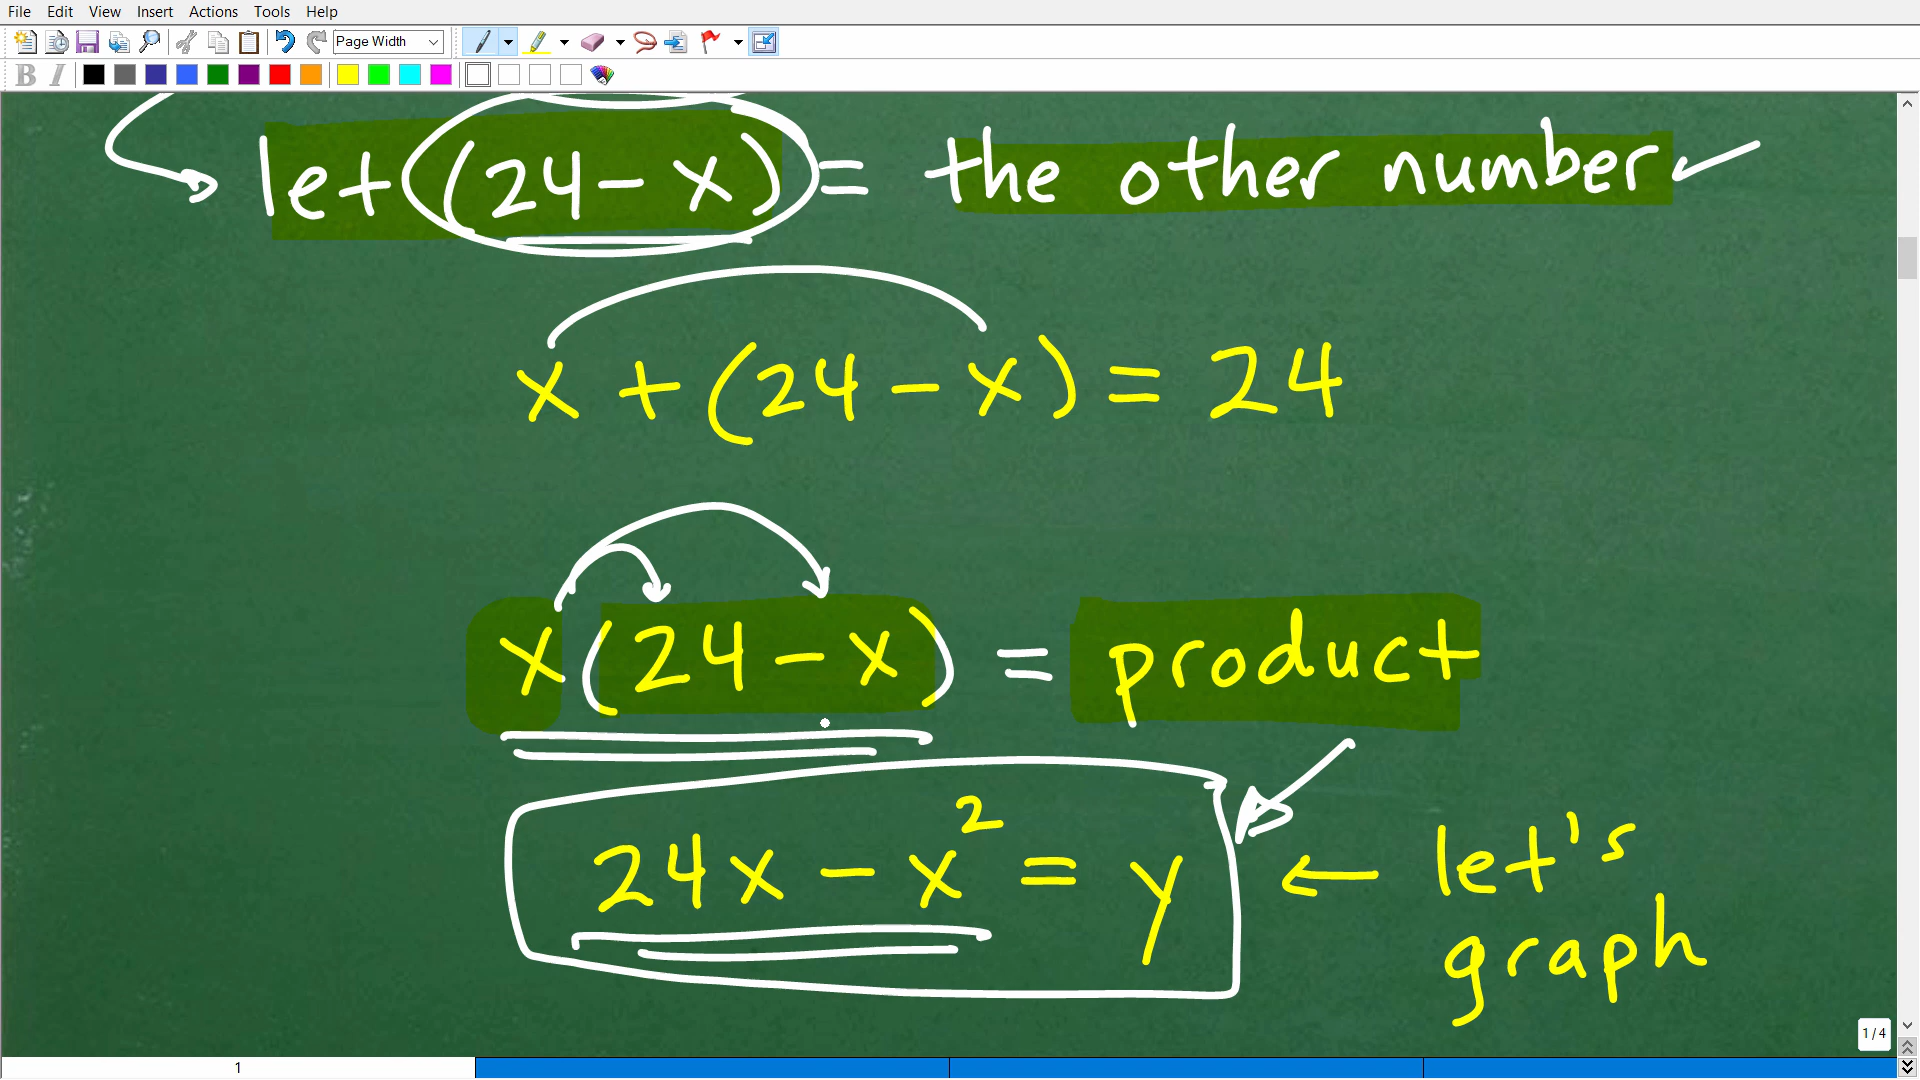 File Edit View Insert Actions Tools Help
Page Width
B I
let (24 - x) = the other number
x + (24 - x) = 24
x (24 - x) = product
24x - x² = y ← let's
graph
1 / 4
1